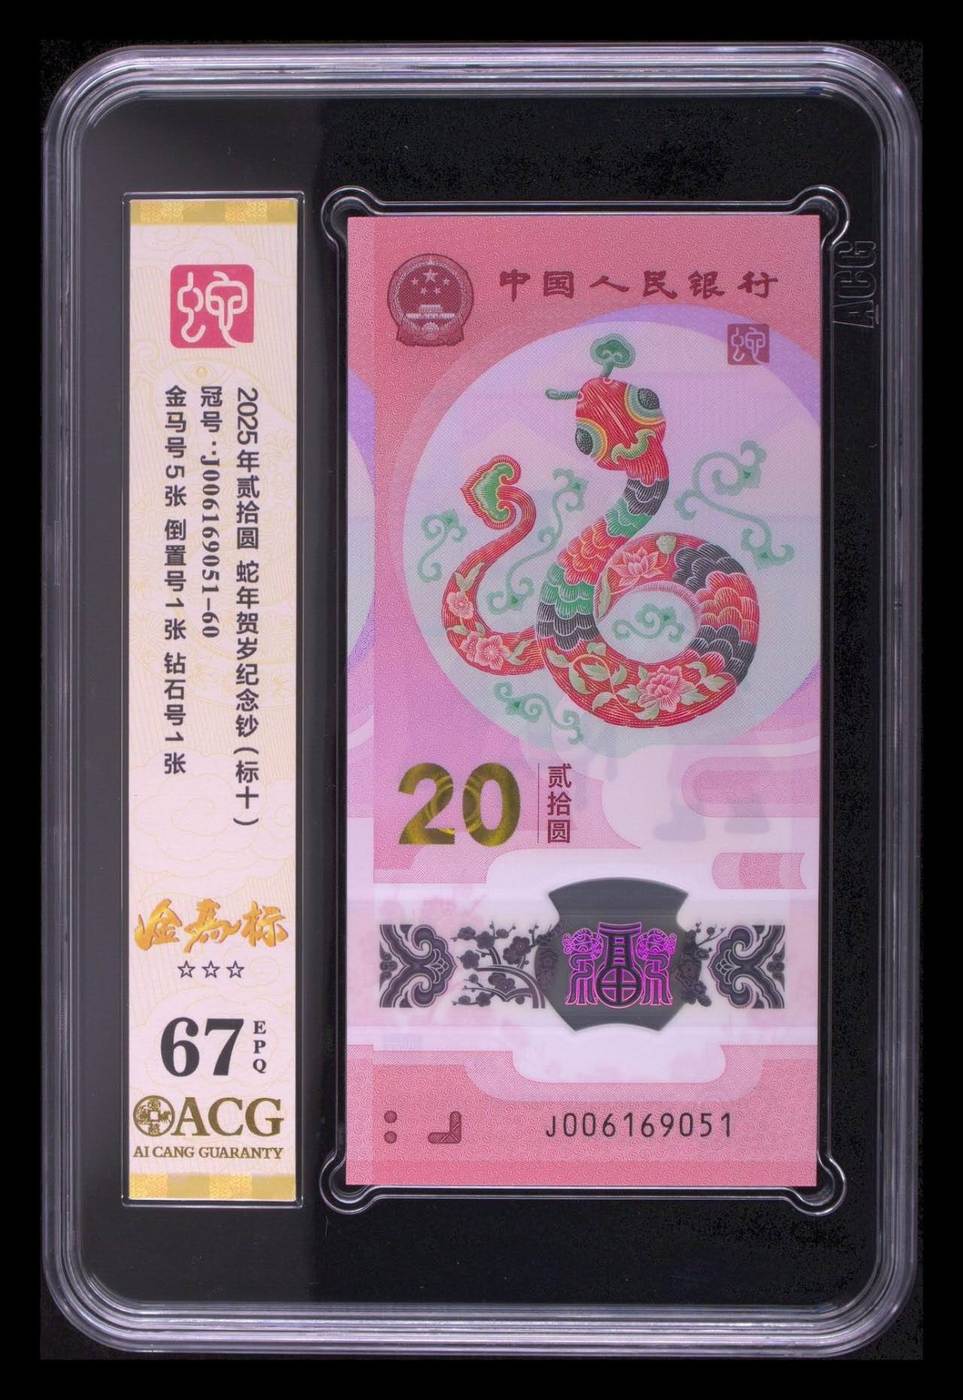 蛇
2025年贰拾圆 蛇年贺岁纪念钞(标十)
冠号·J006169051-60
金马号5张 倒置号1张 钻石号1张
金马标
☆☆☆
67 EPQ
ACG
AI CANG GUARANTY
中国人民银行
蛇
20 贰拾圆
福
J006169051
ACG